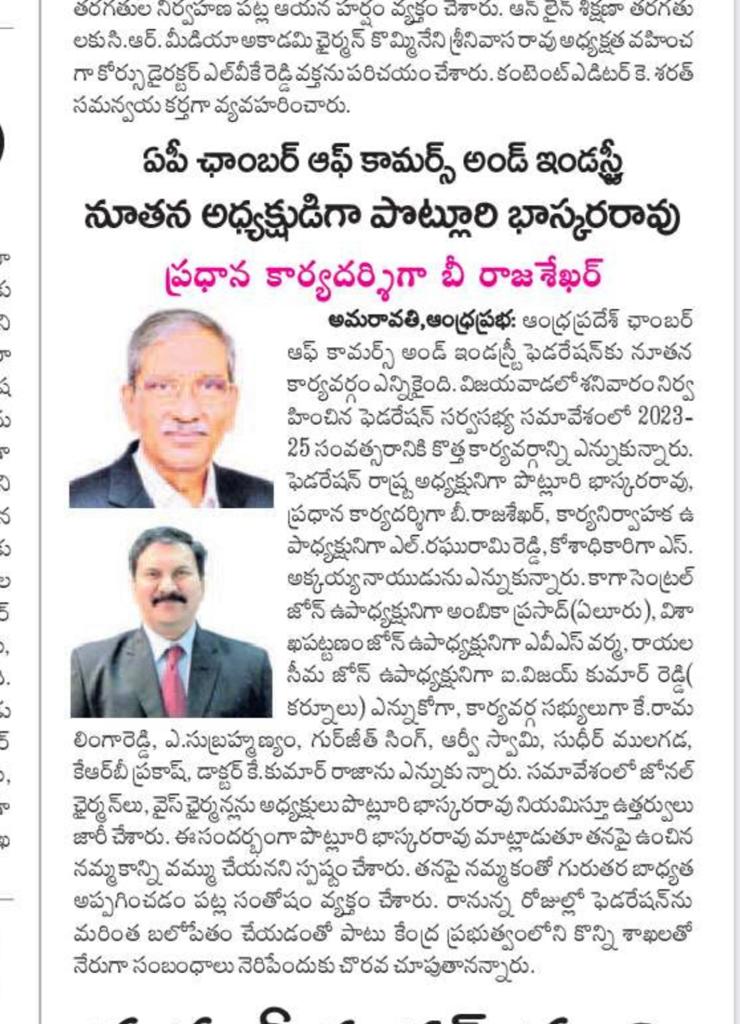 తరగతుల నిర్వహణ పట్ల ఆయన హర్షం వ్యక్తం చేశారు. ఆన్ లైన్ శిక్షణా తరగతు
లకు సి.ఆర్. మీడియా అకాడమి ఛైర్మన్ కొమ్మినేని శ్రీనివాస రావు అధ్యక్షత వహించ
గా కోర్సు డైరక్టర్ ఎల్‌వీకే రెడ్డి వక్తను పరిచయం చేశారు. కంటెంట్ ఎడిటర్ కె. శరత్
సమన్వయ కర్తగా వ్యవహరించారు.
ఏపీ ఛాంబర్ ఆఫ్ కామర్స్ అండ్ ఇండస్ట్రీ
నూతన అధ్యక్షుడిగా పొట్లూరి భాస్కరరావు
ప్రధాన కార్యదర్శిగా బీ రాజశేఖర్
అమరావతి,ఆంధ్రప్రభ: ఆంధ్రప్రదేశ్ ఛాంబర్
ఆఫ్ కామర్స్ అండ్ ఇండస్ట్రీ ఫెడరేషన్‌కు నూతన
కార్యవర్గం ఎన్నికైంది. విజయవాడలో శనివారం నిర్వ
హించిన ఫెడరేషన్ సర్వసభ్య సమావేశంలో 2023-
25 సంవత్సరానికి కొత్త కార్యవర్గాన్ని ఎన్నుకున్నారు.
ఫెడరేషన్ రాష్ట్ర అధ్యక్షునిగా పొట్లూరి భాస్కరరావు,
ప్రధాన కార్యదర్శిగా బీ.రాజశేఖర్, కార్యనిర్వాహక ఉ
పాధ్యక్షునిగా ఎల్.రఘురామి రెడ్డి, కోశాధికారిగా ఎస్.
అక్కయ్య నాయుడును ఎన్నుకున్నారు. కాగా సెంట్రల్
జోన్ ఉపాధ్యక్షునిగా అంబికా ప్రసాద్(ఏలూరు), విశా
ఖపట్టణం జోన్ ఉపాధ్యక్షునిగా ఎవీఎస్ వర్మ, రాయల
సీమ జోన్ ఉపాధ్యక్షునిగా ఐ.విజయ్ కుమార్ రెడ్డి(
కర్నూలు) ఎన్నుకోగా, కార్యవర్గ సభ్యులుగా కే.రామ
లింగారెడ్డి, ఎ.సుబ్రహ్మణ్యం, గుర్‌జీత్ సింగ్, ఆర్వీ స్వామి, సుధీర్ ములగడ,
కేఆర్‌బీ ప్రకాష్, డాక్టర్ కే.కుమార్ రాజాను ఎన్నుకు న్నారు. సమావేశంలో జోనల్
ఛైర్మన్‌లు, వైస్ ఛైర్మన్లను అధ్యక్షులు పొట్లూరి భాస్కరరావు నియమిస్తూ ఉత్తర్వులు
జారీ చేశారు. ఈసందర్భంగా పొట్లూరి భాస్కరరావు మాట్లాడుతూ తనపై ఉంచిన
నమ్మకాన్ని వమ్ము చేయనని స్పష్టం చేశారు. తనపై నమ్మకంతో గురుతర బాధ్యత
అప్పగించడం పట్ల సంతోషం వ్యక్తం చేశారు. రానున్న రోజుల్లో ఫెడరేషన్‌ను
మరింత బలోపేతం చేయడంతో పాటు కేంద్ర ప్రభుత్వంలోని కొన్ని శాఖలతో
నేరుగా సంబంధాలు నెరిపేందుకు చొరవ చూపుతానన్నారు.